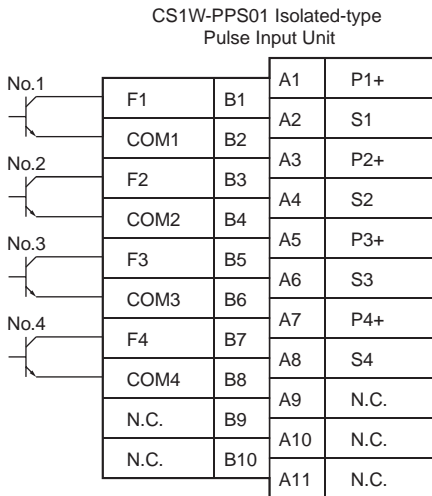 CS1W-PPS01 Isolated-type
Pulse Input Unit
No.1
F1 B1
COM1 B2
No.2
F2 B3
COM2 B4
No.3
F3 B5
COM3 B6
No.4
F4 B7
COM4 B8
N.C. B9
N.C. B10
A1 P1+
A2 S1
A3 P2+
A4 S2
A5 P3+
A6 S3
A7 P4+
A8 S4
A9 N.C.
A10 N.C.
A11 N.C.